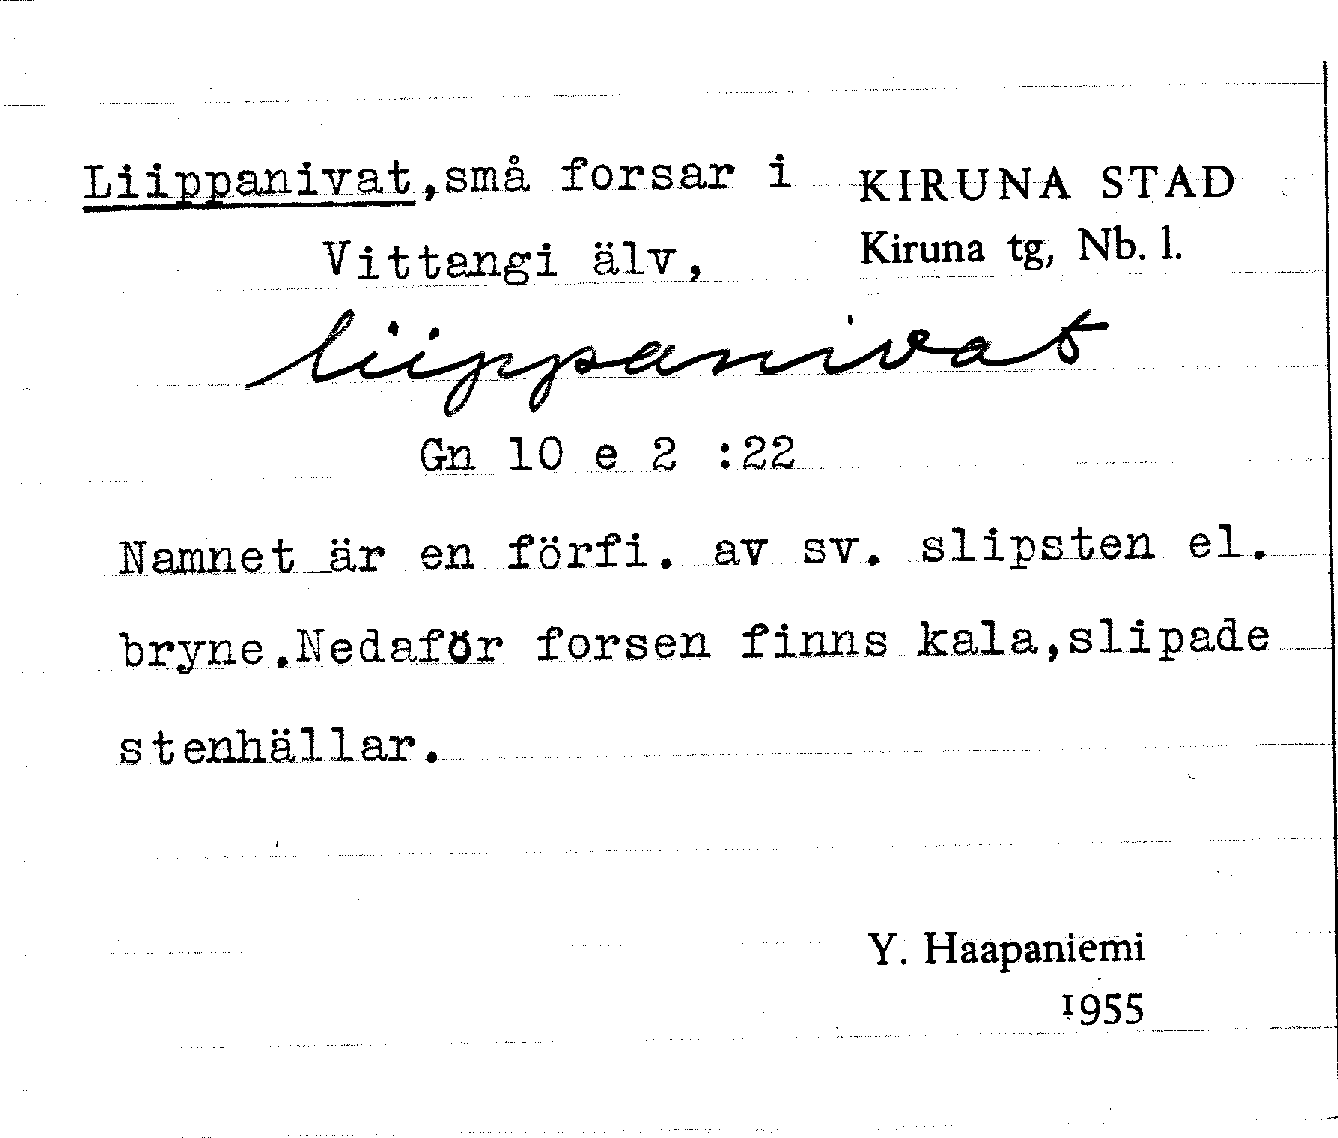 Liippanivat,små forsar i KIRUNA STAD
Vittangi älv, Kiruna tg, Nb. l.
liippanivat
Gn 10 e 2 :22
Namnet är en förfi. av sv. slipsten el.
bryne.Nedaför forsen finns kala,slipade
stenhällar.
Y. Haapaniemi
1955